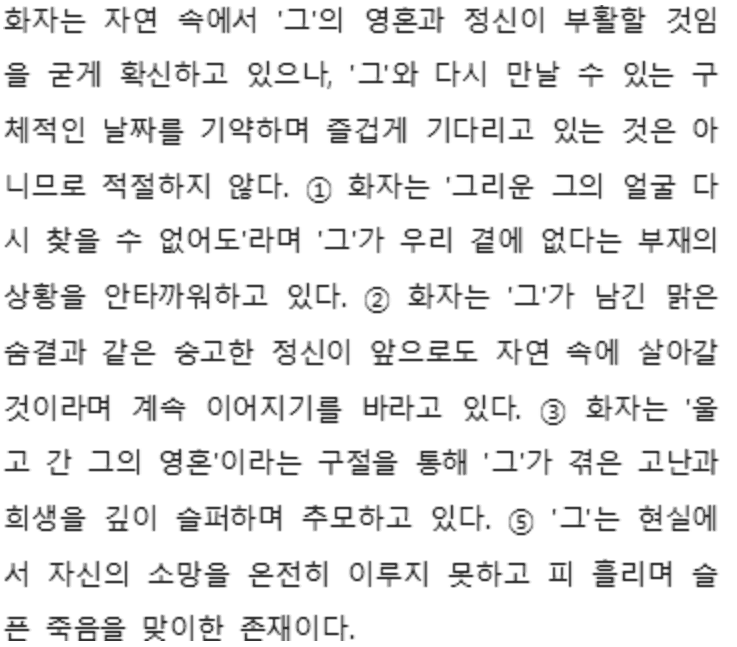 화자는 자연 속에서 '그'의 영혼과 정신이 부활할 것임
을 굳게 확신하고 있으나, '그'와 다시 만날 수 있는 구
체적인 날짜를 기약하며 즐겁게 기다리고 있는 것은 아
니므로 적절하지 않다. ① 화자는 '그리운 그의 얼굴 다
시 찾을 수 없어도'라며 '그'가 우리 곁에 없다는 부재의
상황을 안타까워하고 있다. ② 화자는 '그'가 남긴 맑은
숨결과 같은 숭고한 정신이 앞으로도 자연 속에 살아갈
것이라며 계속 이어지기를 바라고 있다. ③ 화자는 '울
고 간 그의 영혼'이라는 구절을 통해 '그'가 겪은 고난과
희생을 깊이 슬퍼하며 추모하고 있다. ⑤ '그'는 현실에
서 자신의 소망을 온전히 이루지 못하고 피 흘리며 슬
픈 죽음을 맞이한 존재이다.